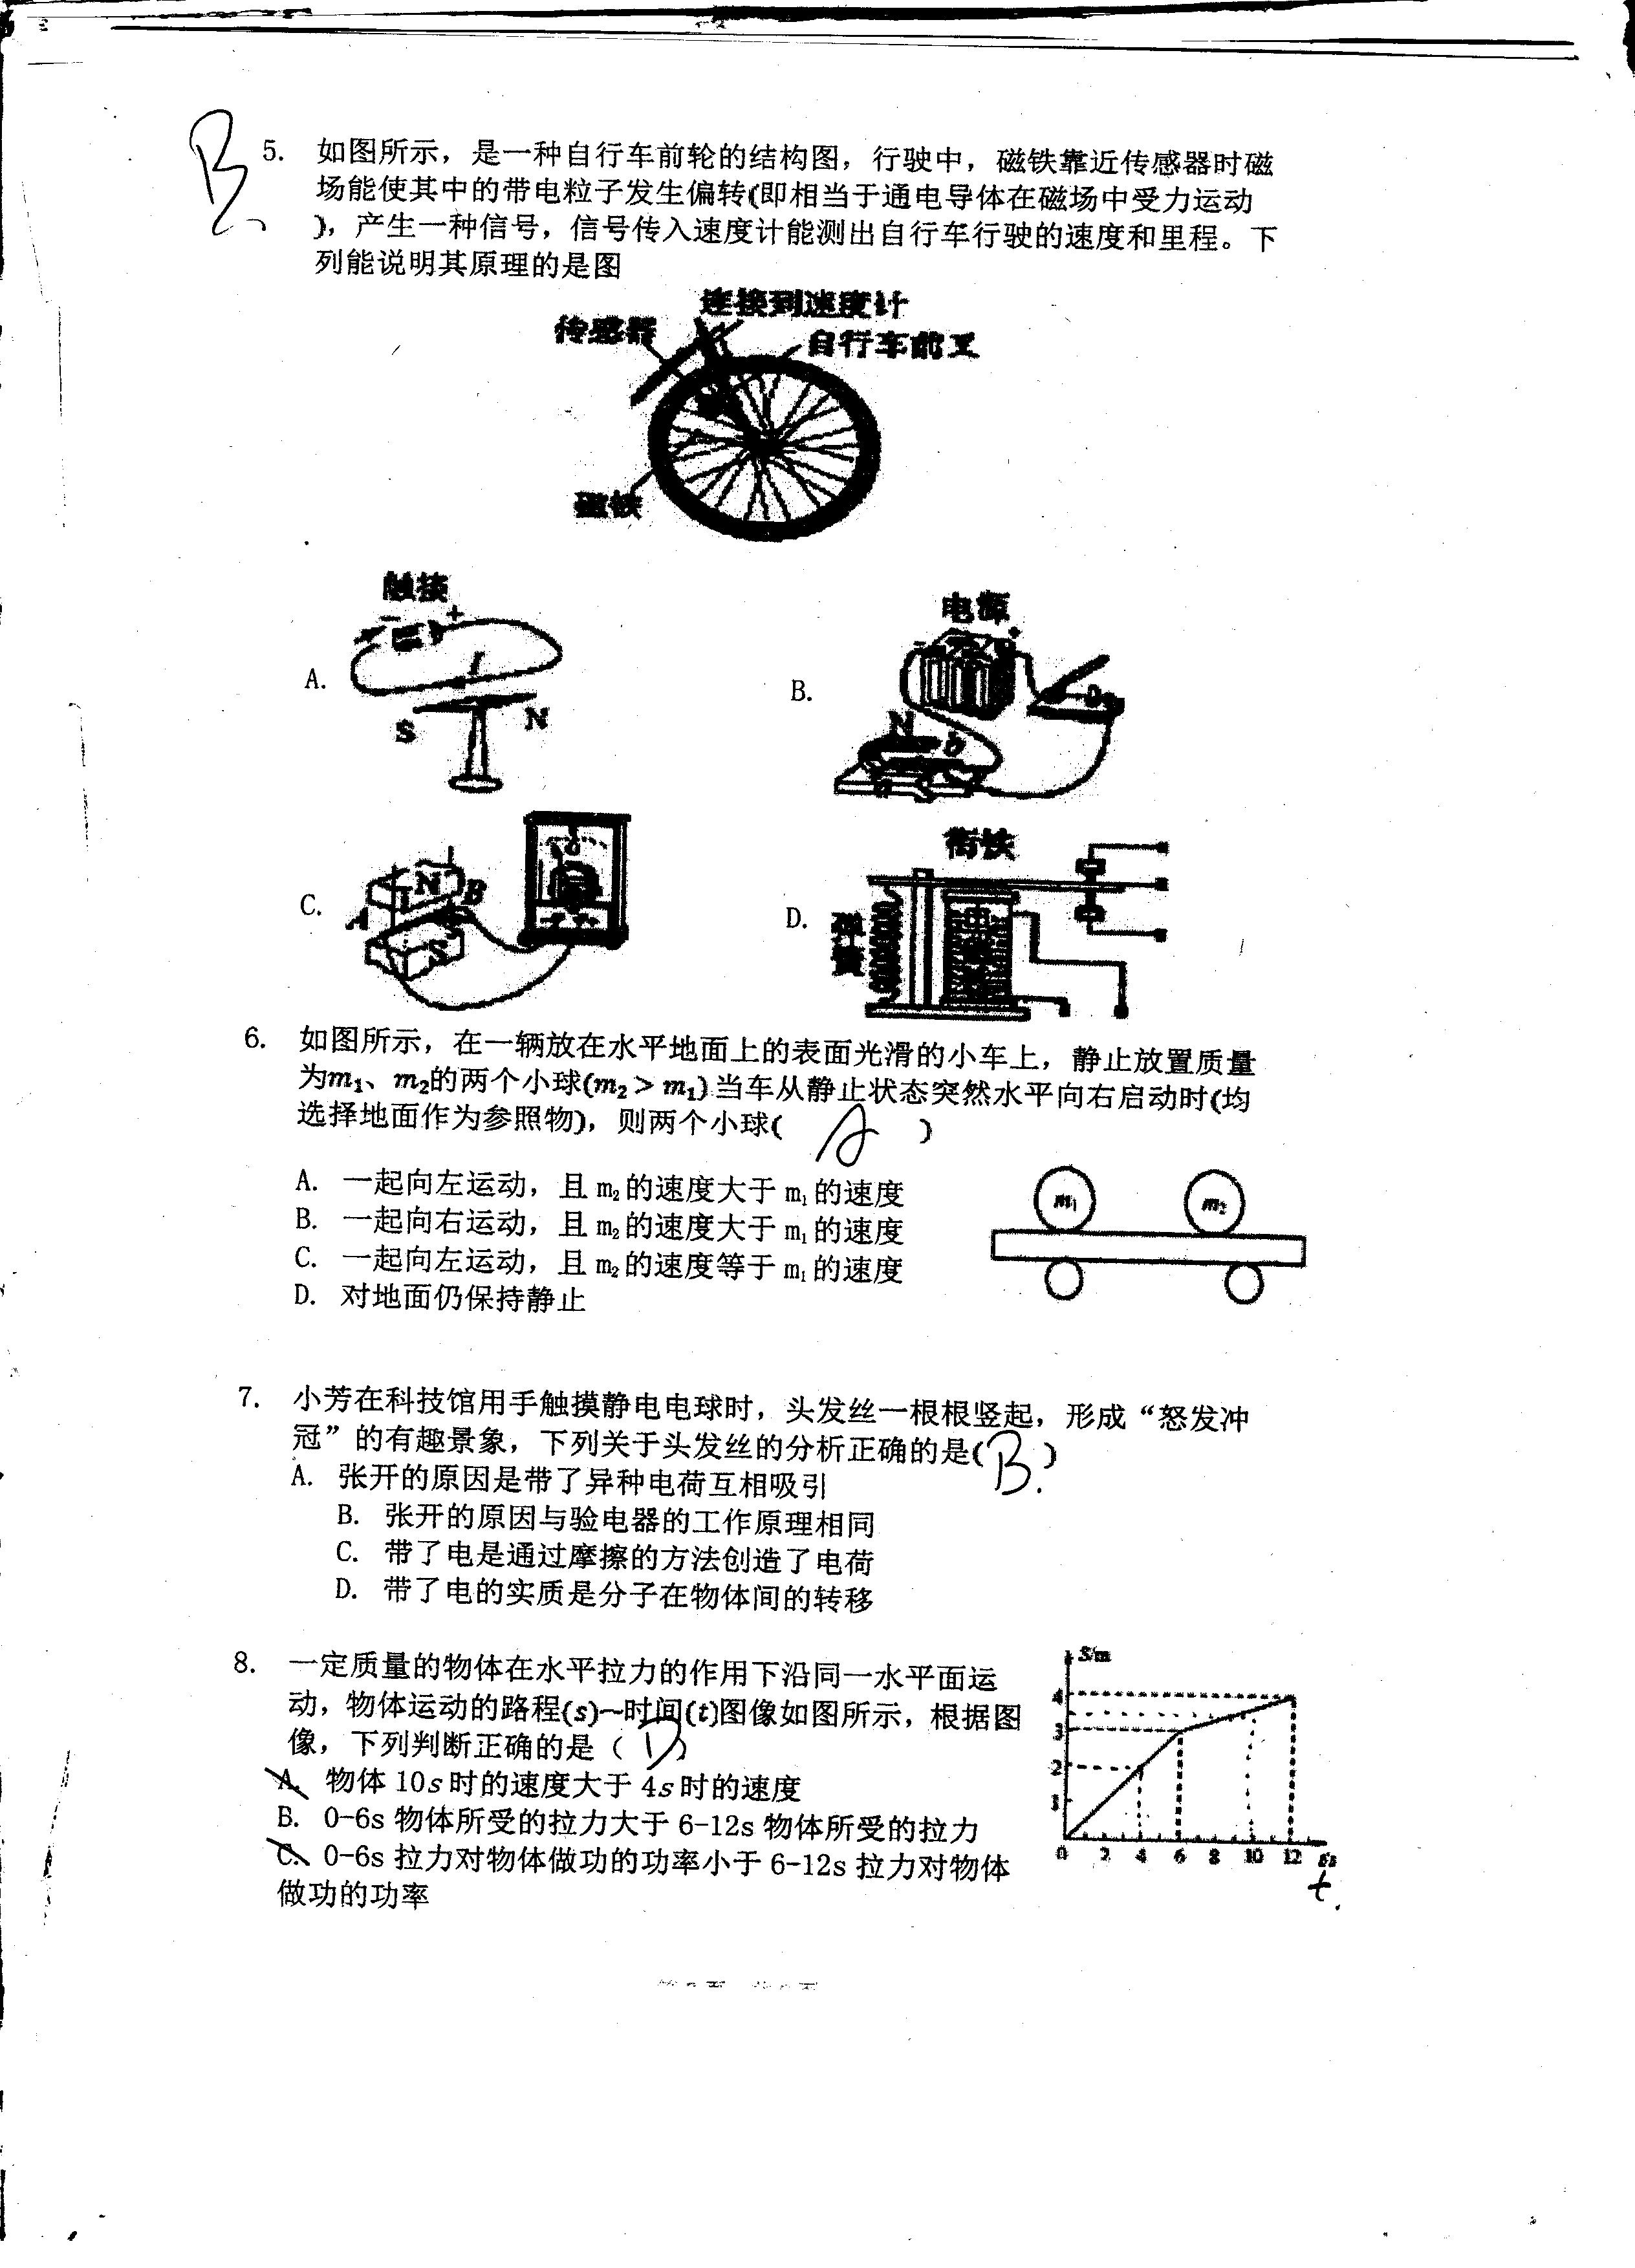 B
5. 如图所示，是一种自行车前轮的结构图，行驶中，磁铁靠近传感器时磁
场能使其中的带电粒子发生偏转(即相当于通电导体在磁场中受力运动
)，产生一种信号，信号传入速度计能测出自行车行驶的速度和里程。下
列能说明其原理的是图
连接到速度计
传感器
自行车前叉
磁铁
触接
- +
I
A.
S N
电源
- +
B.
N
b
a
C.
N
A B
S
衔铁
D. 弹簧
6. 如图所示，在一辆放在水平地面上的表面光滑的小车上，静止放置质量
为m₁、m₂的两个小球(m₂＞m₁)当车从静止状态突然水平向右启动时(均
选择地面作为参照物)，则两个小球( A )
A. 一起向左运动，且 m₂的速度大于 m₁的速度
B. 一起向右运动，且 m₂的速度大于 m₁的速度
C. 一起向左运动，且 m₂的速度等于 m₁的速度
D. 对地面仍保持静止
m₁ m₂
7. 小芳在科技馆用手触摸静电电球时，头发丝一根根竖起，形成“怒发冲
冠”的有趣景象，下列关于头发丝的分析正确的是(B.)
A. 张开的原因是带了异种电荷互相吸引
B. 张开的原因与验电器的工作原理相同
C. 带了电是通过摩擦的方法创造了电荷
D. 带了电的实质是分子在物体间的转移
8. 一定质量的物体在水平拉力的作用下沿同一水平面运
动，物体运动的路程(s)~时间(t)图像如图所示，根据图
像，下列判断正确的是（ D ）
A. 物体 10s时的速度大于 4s时的速度
B. 0-6s 物体所受的拉力大于 6-12s 物体所受的拉力
C. 0-6s 拉力对物体做功的功率小于 6-12s 拉力对物体
做功的功率
S/m
4
3
2
1
0 2 4 6 8 10 12 t/s
t